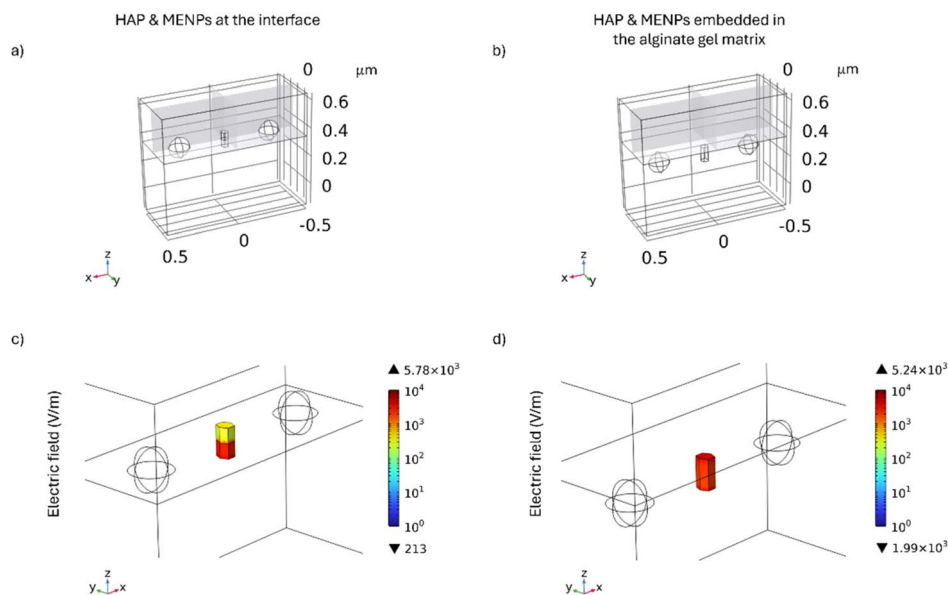 HAP & MENPs at the interface
HAP & MENPs embedded in
the alginate gel matrix
a)
0 μm
0.6
0.4
0.2
0
-0.5
0
0.5
z
x
y
b)
0 μm
0.6
0.4
0.2
0
-0.5
0
0.5
z
x
y
c)
Electric field (V/m)
▲ 5.78×10³
10⁴
10³
10²
10¹
10⁰
▼ 213
z
y
x
d)
Electric field (V/m)
▲ 5.24×10³
10⁴
10³
10²
10¹
10⁰
▼ 1.99×10³
z
y
x